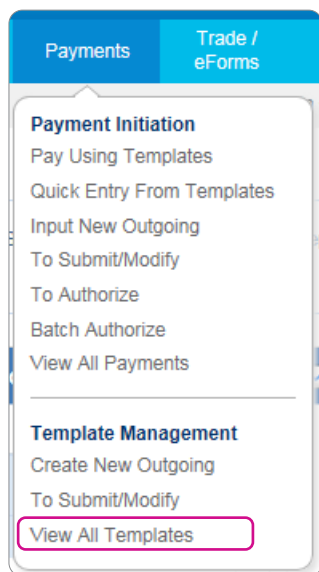 Payments
Trade /
eForms
Payment Initiation
Pay Using Templates
Quick Entry From Templates
Input New Outgoing
To Submit/Modify
To Authorize
Batch Authorize
View All Payments
Template Management
Create New Outgoing
To Submit/Modify
View All Templates